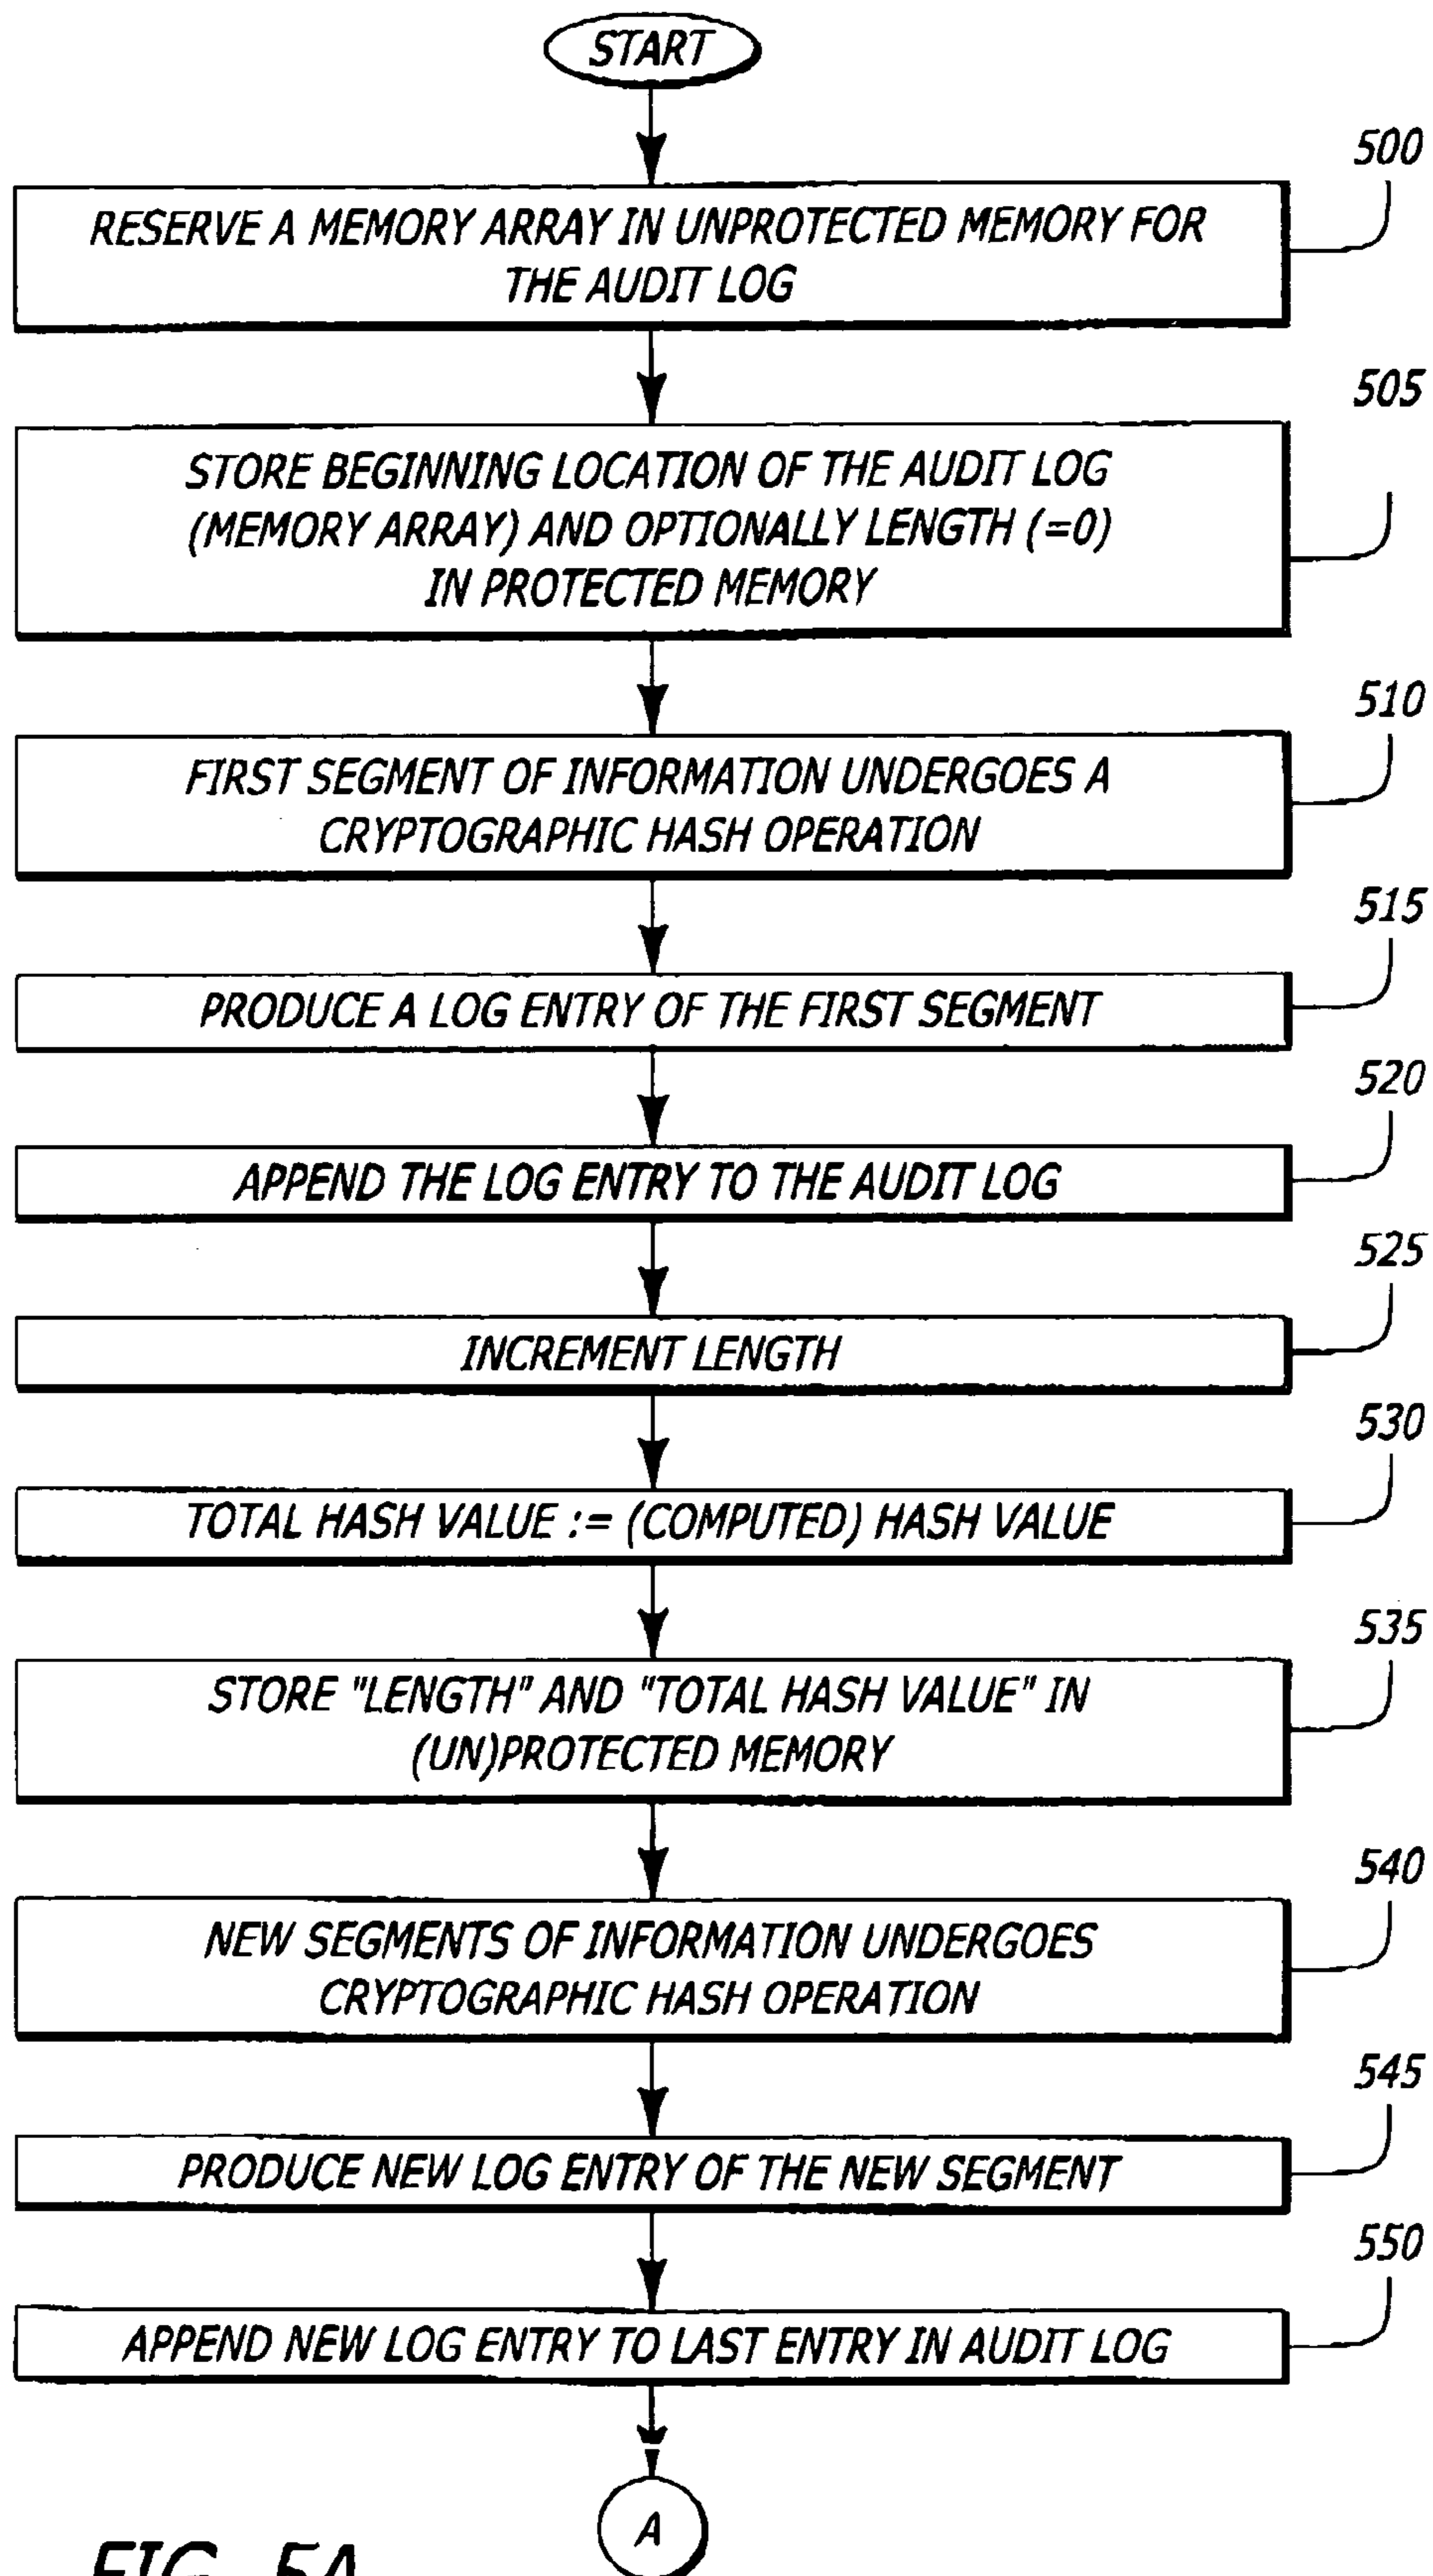 START
500
RESERVE A MEMORY ARRAY IN UNPROTECTED MEMORY FOR
THE AUDIT LOG
505
STORE BEGINNING LOCATION OF THE AUDIT LOG
(MEMORY ARRAY) AND OPTIONALLY LENGTH (=0)
IN PROTECTED MEMORY
510
FIRST SEGMENT OF INFORMATION UNDERGOES A
CRYPTOGRAPHIC HASH OPERATION
515
PRODUCE A LOG ENTRY OF THE FIRST SEGMENT
520
APPEND THE LOG ENTRY TO THE AUDIT LOG
525
INCREMENT LENGTH
530
TOTAL HASH VALUE := (COMPUTED) HASH VALUE
535
STORE "LENGTH" AND "TOTAL HASH VALUE" IN
(UN)PROTECTED MEMORY
540
NEW SEGMENTS OF INFORMATION UNDERGOES
CRYPTOGRAPHIC HASH OPERATION
545
PRODUCE NEW LOG ENTRY OF THE NEW SEGMENT
550
APPEND NEW LOG ENTRY TO LAST ENTRY IN AUDIT LOG
A
FIG. 5A